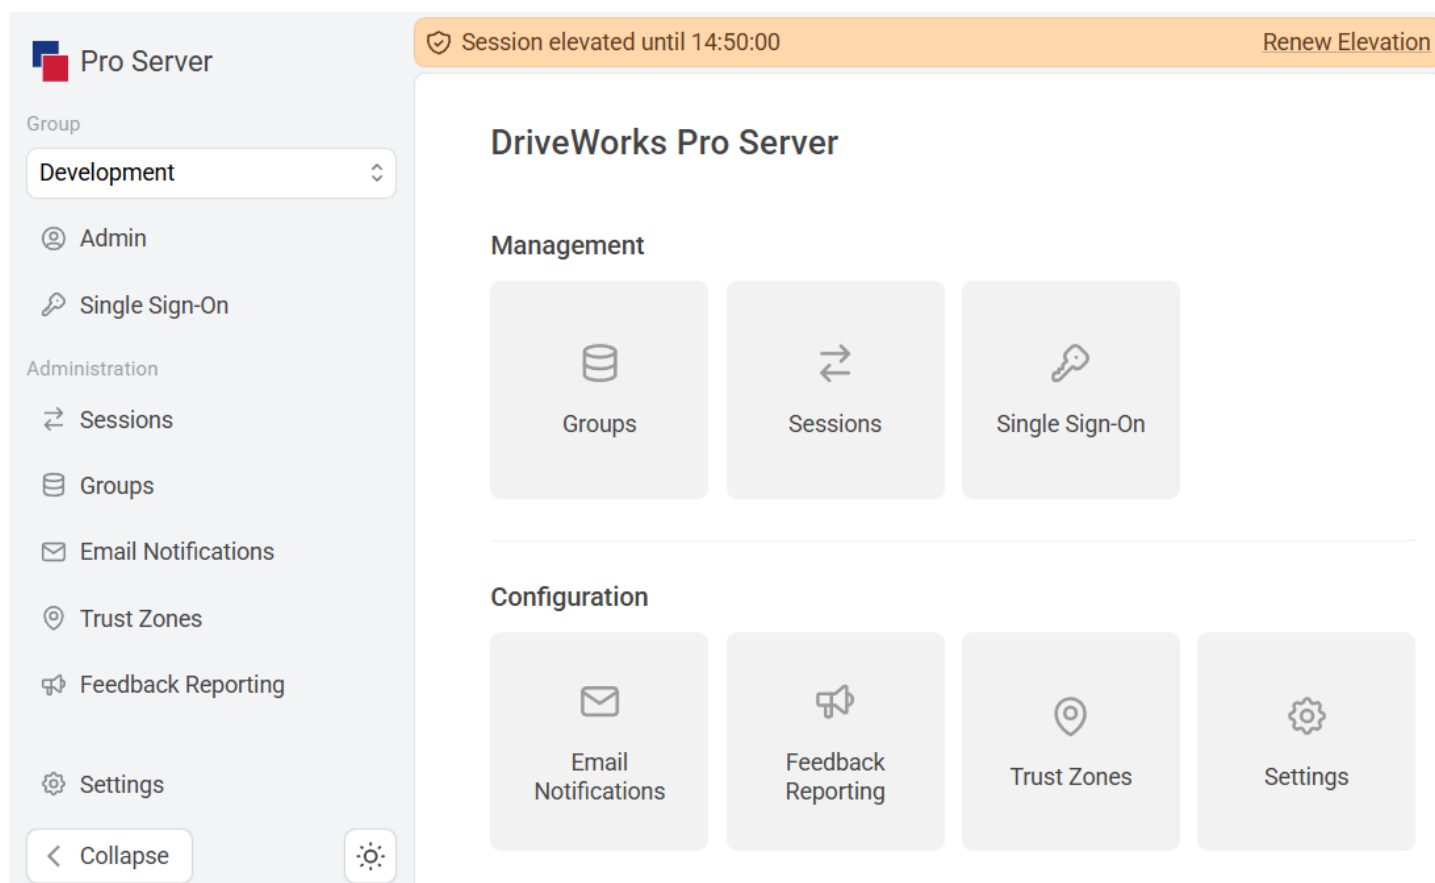 Pro Server
Group
Development
Admin
Single Sign-On
Administration
Sessions
Groups
Email Notifications
Trust Zones
Feedback Reporting
Settings
Collapse
Session elevated until 14:50:00
Renew Elevation
DriveWorks Pro Server
Management
Groups
Sessions
Single Sign-On
Configuration
Email
Notifications
Feedback
Reporting
Trust Zones
Settings